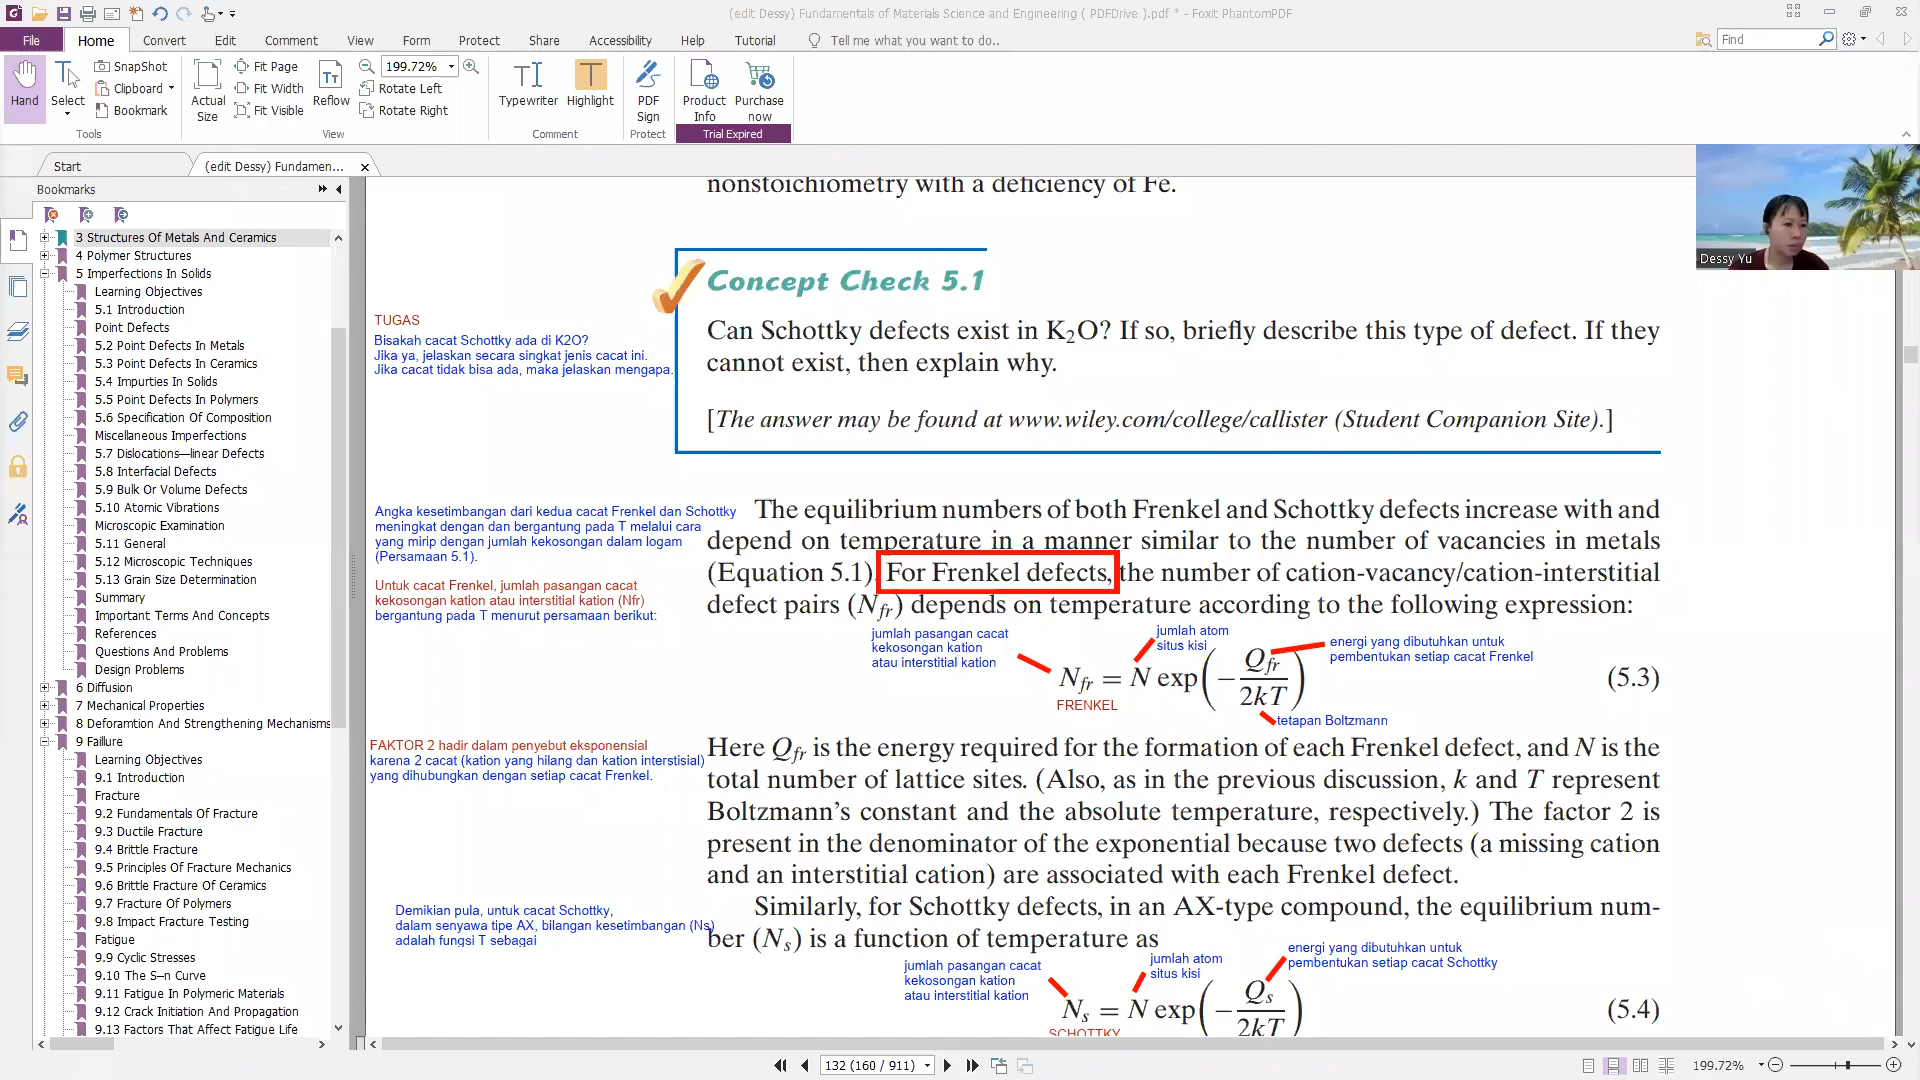 (edit Dessy) Fundamentals of Materials Science and Engineering ( PDFDrive ).pdf * - Foxit PhantomPDF
File Home Convert Edit Comment View Form Protect Share Accessibility Help Tutorial Tell me what you want to do.. Find
Hand
Select
SnapShot
Clipboard
Bookmark
Tools
Actual Size
Fit Page
Fit Width
Fit Visible
Reflow
199.72%
Rotate Left
Rotate Right
View
Typewriter
Highlight
Comment
PDF Sign
Protect
Product Info
Purchase now
Trial Expired
Start
(edit Dessy) Fundamen...
Bookmarks
3 Structures Of Metals And Ceramics
4 Polymer Structures
5 Imperfections In Solids
Learning Objectives
5.1 Introduction
Point Defects
5.2 Point Defects In Metals
5.3 Point Defects In Ceramics
5.4 Impurties In Solids
5.5 Point Defects In Polymers
5.6 Specification Of Composition
Miscellaneous Imperfections
5.7 Dislocations—linear Defects
5.8 Interfacial Defects
5.9 Bulk Or Volume Defects
5.10 Atomic Vibrations
Microscopic Examination
5.11 General
5.12 Microscopic Techniques
5.13 Grain Size Determination
Summary
Important Terms And Concepts
References
Questions And Problems
Design Problems
6 Diffusion
7 Mechanical Properties
8 Deforamtion And Strengthening Mechanisms
9 Faillure
Learning Objectives
9.1 Introduction
Fracture
9.2 Fundamentals Of Fracture
9.3 Ductile Fracture
9.4 Brittle Fracture
9.5 Principles Of Fracture Mechanics
9.6 Brittle Fracture Of Ceramics
9.7 Fracture Of Polymers
9.8 Impact Fracture Testing
Fatigue
9.9 Cyclic Stresses
9.10 The S–n Curve
9.11 Fatigue In Polymeric Materials
9.12 Crack Initiation And Propagation
9.13 Factors That Affect Fatigue Life
nonstoichiometry with a deficiency of Fe.
Dessy Yu
Concept Check 5.1
Can Schottky defects exist in K₂O? If so, briefly describe this type of defect. If they
cannot exist, then explain why.
[The answer may be found at www.wiley.com/college/callister (Student Companion Site).]
TUGAS
Bisakah cacat Schottky ada di K2O?
Jika ya, jelaskan secara singkat jenis cacat ini.
Jika cacat tidak bisa ada, maka jelaskan mengapa.
Angka kesetimbangan dari kedua cacat Frenkel dan Schottky
meningkat dengan dan bergantung pada T melalui cara
yang mirip dengan jumlah kekosongan dalam logam
(Persamaan 5.1).
Untuk cacat Frenkel, jumlah pasangan cacat
kekosongan kation atau interstitial kation (Nfr)
bergantung pada T menurut persamaan berikut:
The equilibrium numbers of both Frenkel and Schottky defects increase with and
depend on temperature in a manner similar to the number of vacancies in metals
(Equation 5.1). For Frenkel defects, the number of cation-vacancy/cation-interstitial
defect pairs (Nfr) depends on temperature according to the following expression:
jumlah pasangan cacat
kekosongan kation
atau interstitial kation
jumlah atom
situs kisi
energi yang dibutuhkan untuk
pembentukan setiap cacat Frenkel
Nfr = N exp(−Qfr/2kT) (5.3)
FRENKEL
tetapan Boltzmann
FAKTOR 2 hadir dalam penyebut eksponensial
karena 2 cacat (kation yang hilang dan kation interstisial)
yang dihubungkan dengan setiap cacat Frenkel.
Here Qfr is the energy required for the formation of each Frenkel defect, and N is the
total number of lattice sites. (Also, as in the previous discussion, k and T represent
Boltzmann's constant and the absolute temperature, respectively.) The factor 2 is
present in the denominator of the exponential because two defects (a missing cation
and an interstitial cation) are associated with each Frenkel defect.
Demikian pula, untuk cacat Schottky,
dalam senyawa tipe AX, bilangan kesetimbangan (Ns)
adalah fungsi T sebagai
Similarly, for Schottky defects, in an AX-type compound, the equilibrium num-
ber (Ns) is a function of temperature as
jumlah pasangan cacat
kekosongan kation
atau interstitial kation
jumlah atom
situs kisi
energi yang dibutuhkan untuk
pembentukan setiap cacat Schottky
Ns = N exp(−Qs/2kT) (5.4)
SCHOTTKY
132 (160 / 911)
199.72%